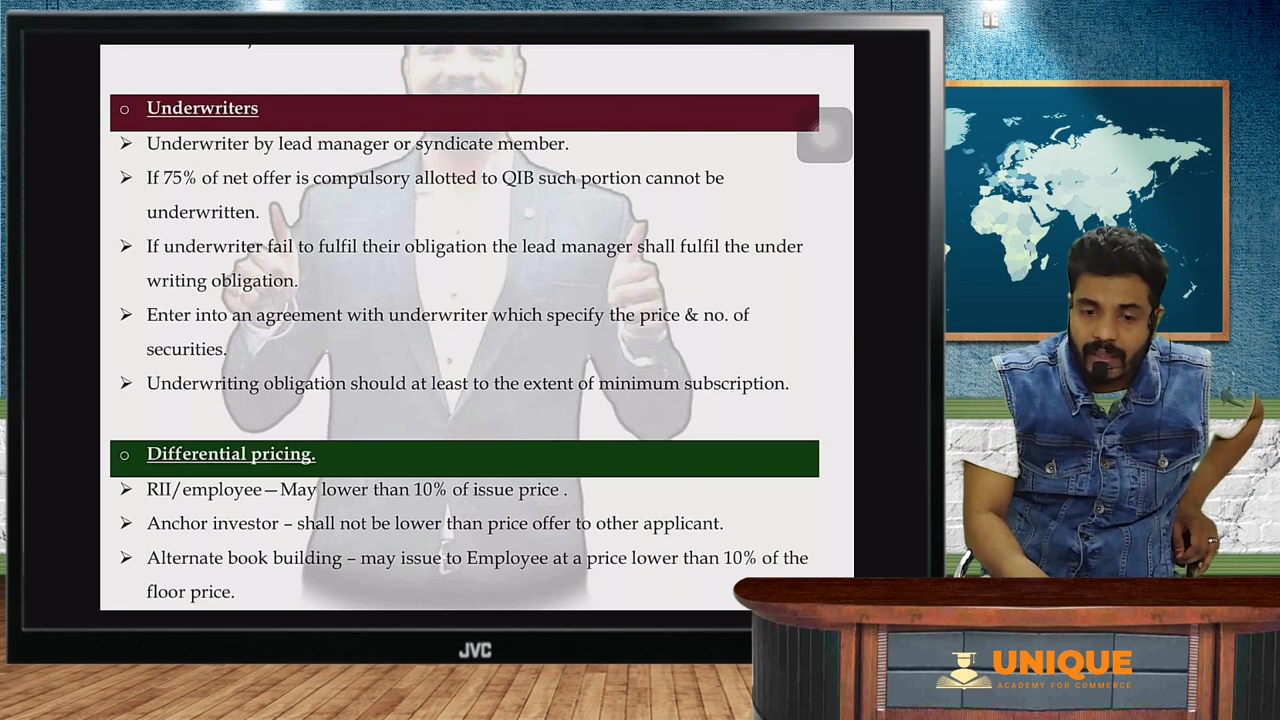 ○ Underwriters
➢ Underwriter by lead manager or syndicate member.
➢ If 75% of net offer is compulsory allotted to QIB such portion cannot be
underwritten.
➢ If underwriter fail to fulfil their obligation the lead manager shall fulfil the under
writing obligation.
➢ Enter into an agreement with underwriter which specify the price & no. of
securities.
➢ Underwriting obligation should at least to the extent of minimum subscription.
○ Differential pricing.
➢ RII/employee—May lower than 10% of issue price .
➢ Anchor investor – shall not be lower than price offer to other applicant.
➢ Alternate book building – may issue to Employee at a price lower than 10% of the
floor price.
JVC
UNIQUE
ACADEMY FOR COMMERCE